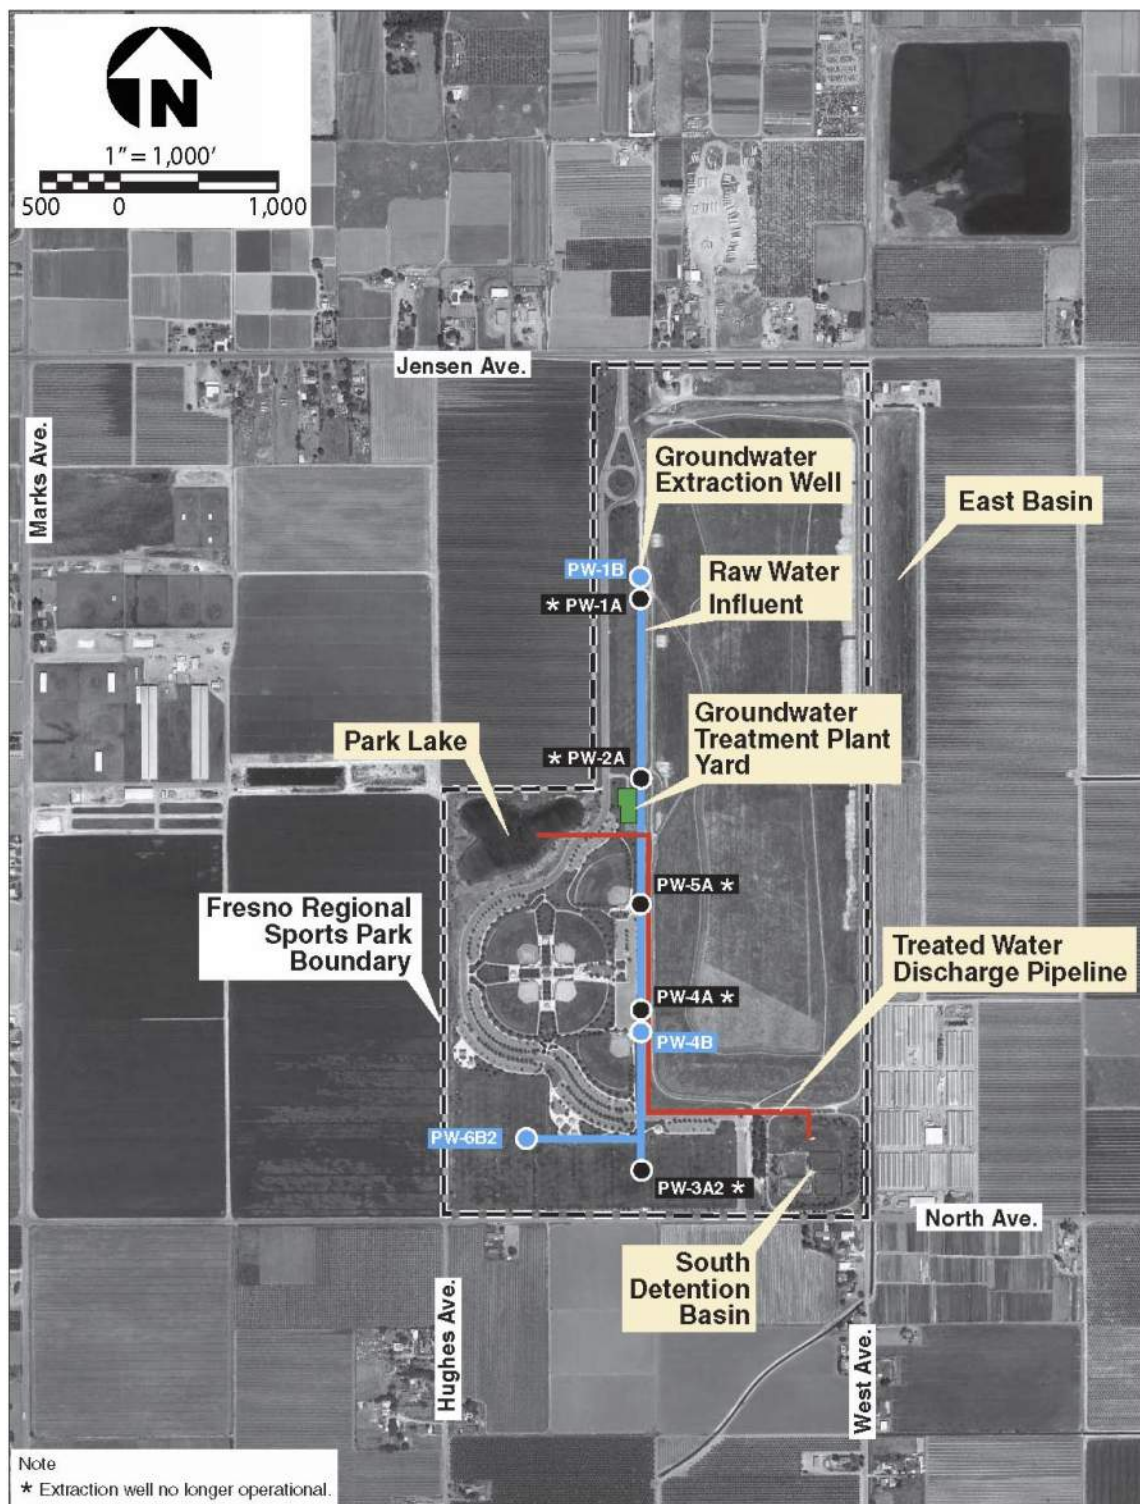 N
1" = 1,000'
500 0 1,000
Jensen Ave.
Marks Ave.
Groundwater
Extraction Well
East Basin
PW-1B
* PW-1A
Raw Water
Influent
Park Lake
* PW-2A
Groundwater
Treatment Plant
Yard
PW-5A *
Fresno Regional
Sports Park
Boundary
Treated Water
Discharge Pipeline
PW-4A *
PW-4B
PW-6B2
PW-3A2 *
North Ave.
South
Detention
Basin
Hughes Ave.
West Ave.
Note
* Extraction well no longer operational.